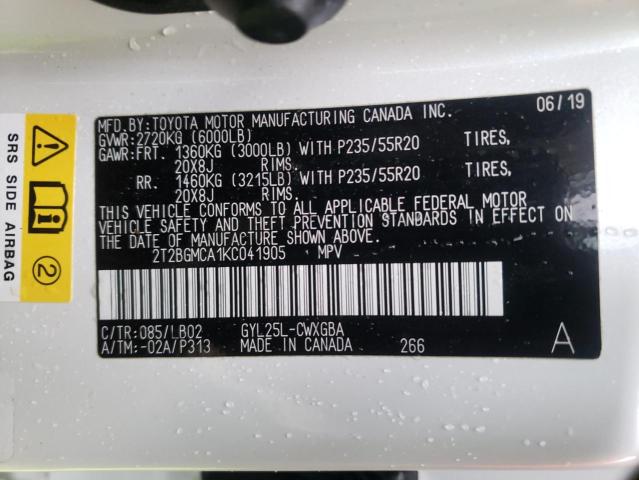 MFD.BY:TOYOTA MOTOR MANUFACTURING CANADA INC. 06/19
GVWR:2720KG (6000LB)
GAWR:FRT. 1360KG (3000LB) WITH P235/55R20 TIRES,
20X8J RIMS.
RR. 1460KG (3215LB) WITH P235/55R20 TIRES,
20X8J RIMS.
THIS VEHICLE CONFORMS TO ALL APPLICABLE FEDERAL MOTOR
VEHICLE SAFETY AND THEFT PREVENTION STANDARDS IN EFFECT ON
THE DATE OF MANUFACTURE SHOWN ABOVE.
2T2BGMCA1KC041905 MPV
C/TR:085/LB02 GYL25L-CWXGBA
A/TM:-02A/P313 MADE IN CANADA 266 A
SRS SIDE AIRBAG
2